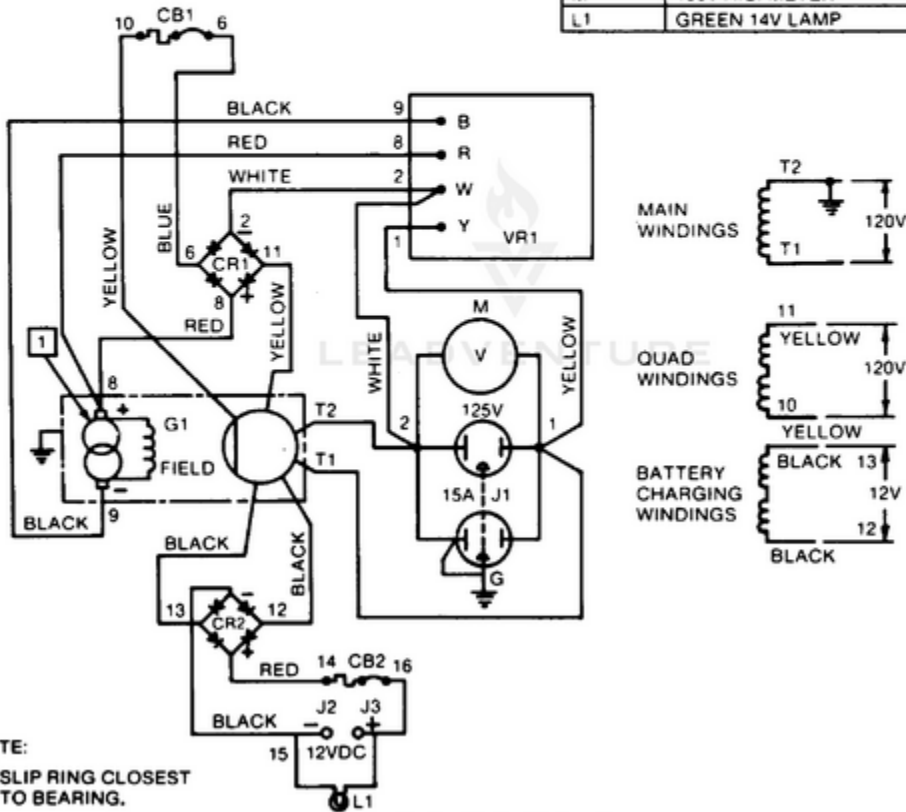 L1 GREEN 14V LAMP
CB1
10 6
BLACK 9 B
RED 8 R
WHITE 2 W
1 Y
VR1
BLUE
YELLOW
2 -
6 CR1 11
8 +
RED
YELLOW
1
8
+
G1
FIELD
-
9
BLACK
T2
T1
LEADVENTURE
WHITE
YELLOW
M
V
125V
2 1
15A J1
G
BLACK
BLACK
13 CR2 12
-
+
RED 14 CB2 16
BLACK J2 J3
- +
15 12VDC
L1
MAIN
WINDINGS
T2
T1
120V
QUAD
WINDINGS
11
YELLOW
120V
10
YELLOW
BATTERY
CHARGING
WINDINGS
BLACK 13
12V
12
BLACK
TE:
SLIP RING CLOSEST
TO BEARING.